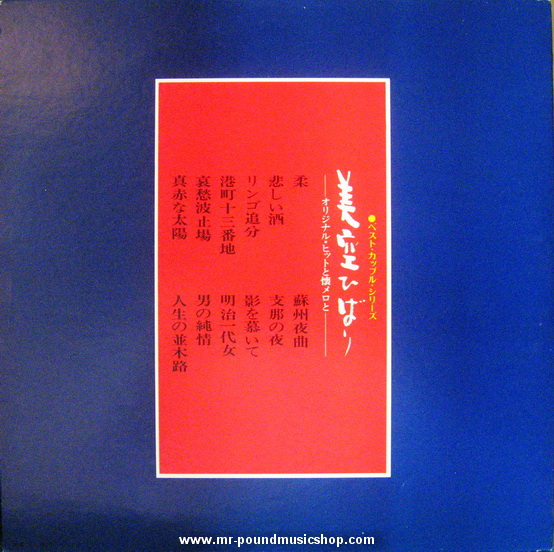 ●ベスト・カップル・シリーズ
美空ひばり
――オリジナル・ヒットと懐メロと――
柔
悲しい酒
リンゴ追分
港町十三番地
哀愁波止場
真赤な太陽
蘇州夜曲
支那の夜
影を慕いて
明治一代女
男の純情
人生の並木路
www.mr-poundmusicshop.com